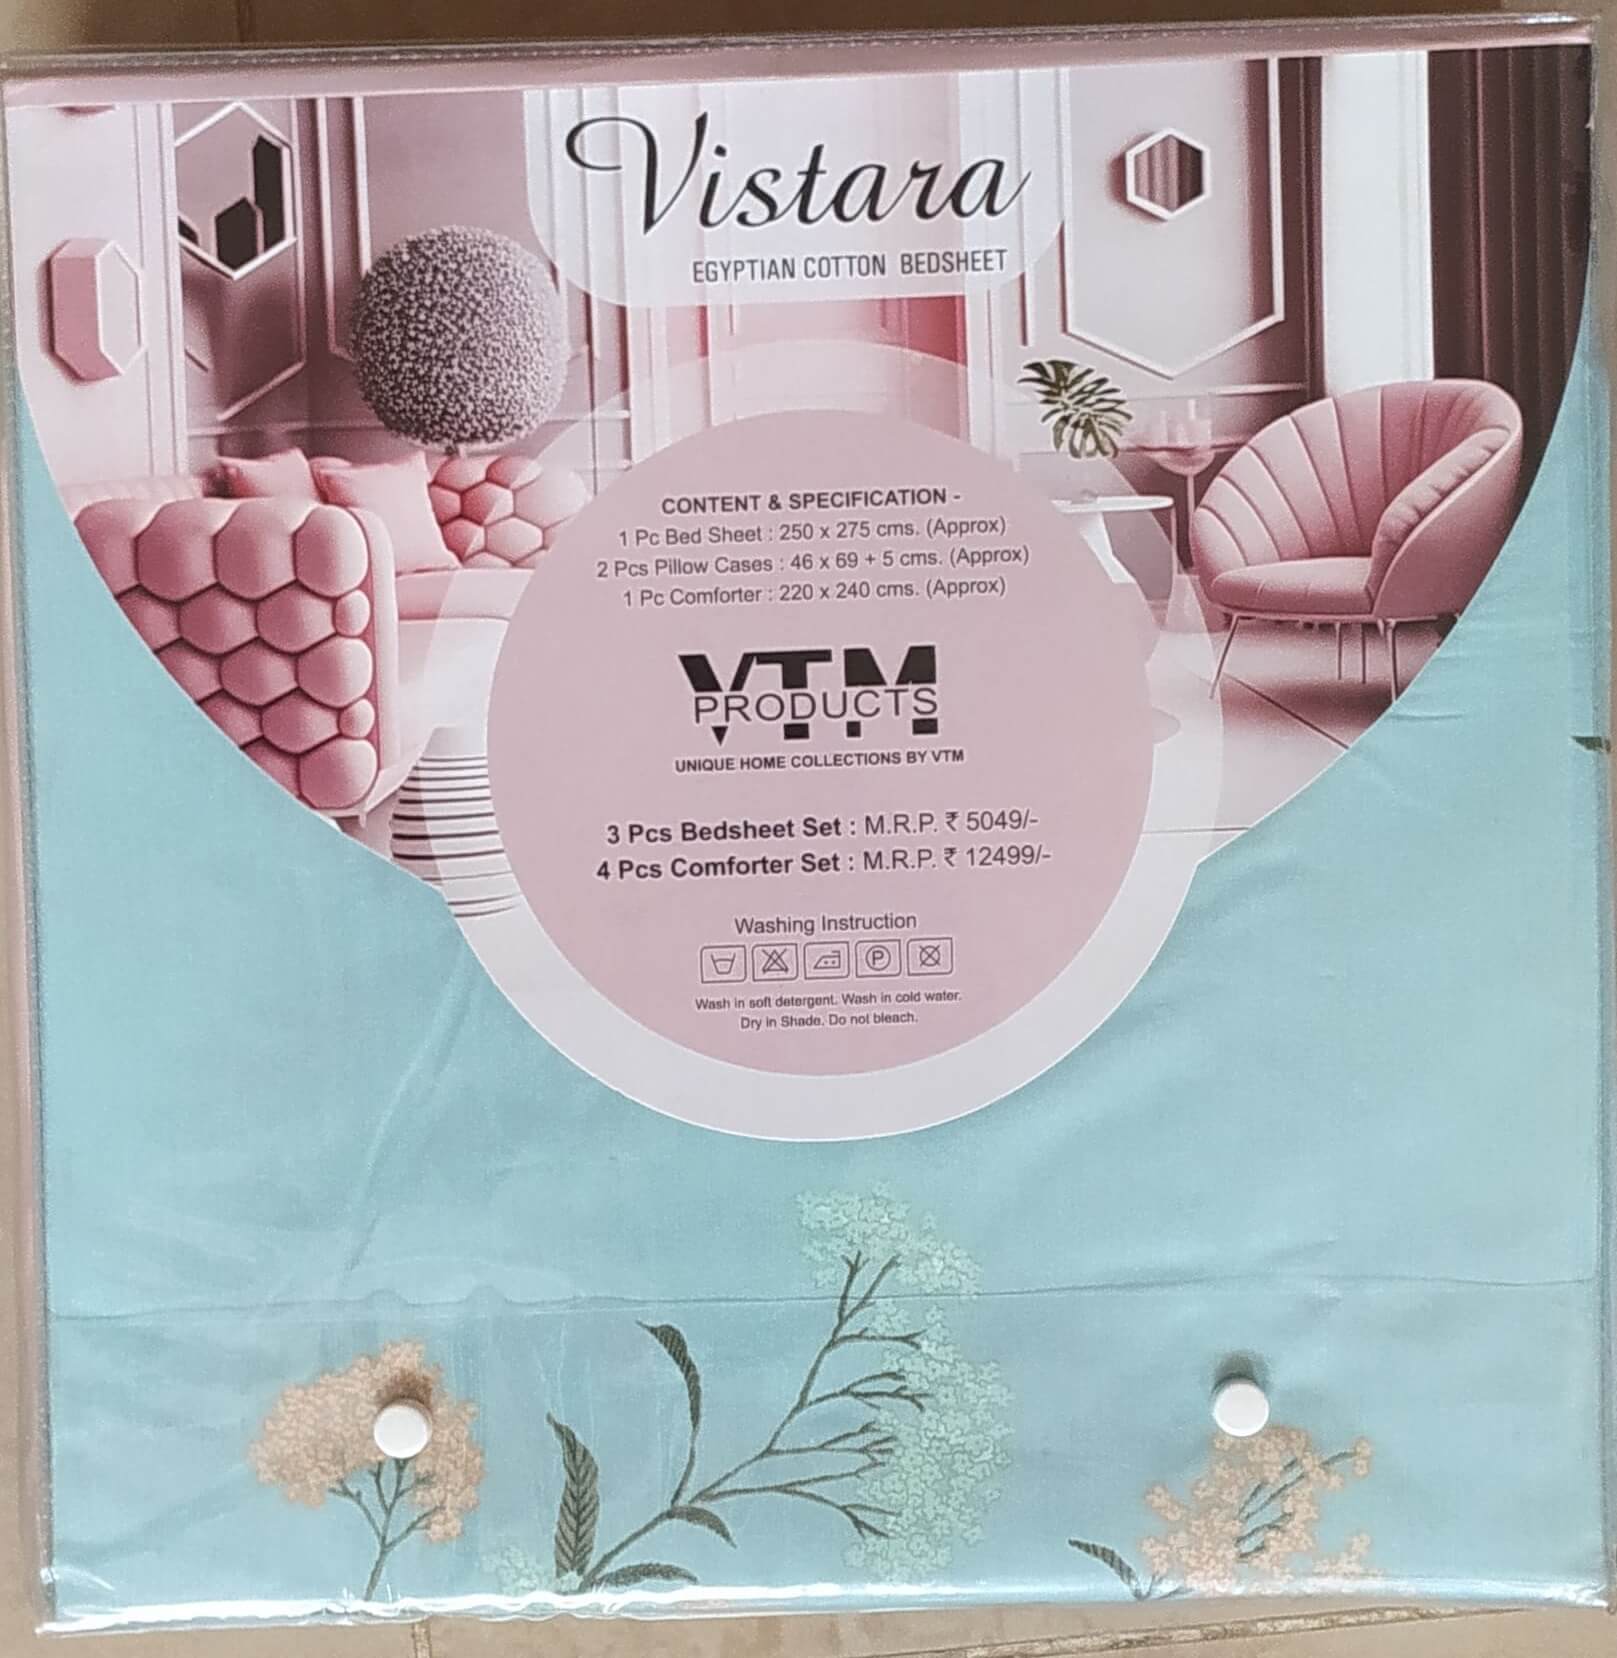 Vistara
EGYPTIAN COTTON BEDSHEET
CONTENT & SPECIFICATION -
1 Pc Bed Sheet : 250 x 275 cms. (Approx)
2 Pcs Pillow Cases : 46 x 69 + 5 cms. (Approx)
1 Pc Comforter : 220 x 240 cms. (Approx)
VTM
PRODUCTS
UNIQUE HOME COLLECTIONS BY VTM
3 Pcs Bedsheet Set : M.R.P. ₹ 5049/-
4 Pcs Comforter Set : M.R.P. ₹ 12499/-
Washing Instruction
P
Wash in soft detergent. Wash in cold water.
Dry in Shade. Do not bleach.